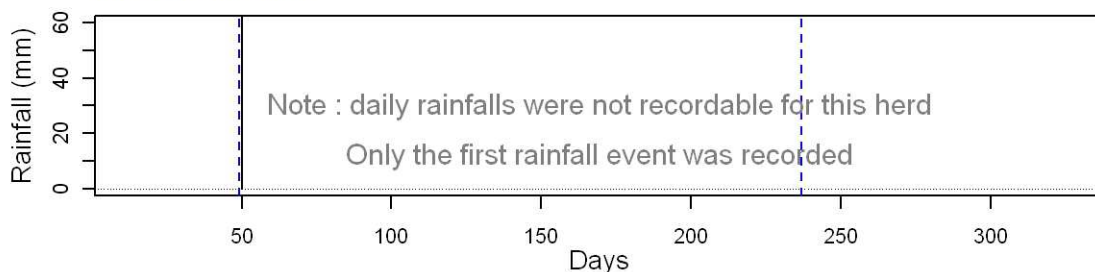 Rainfall (mm)
60
40
20
0
Note : daily rainfalls were not recordable for this herd
Only the first rainfall event was recorded
50 100 150 200 250 300
Days